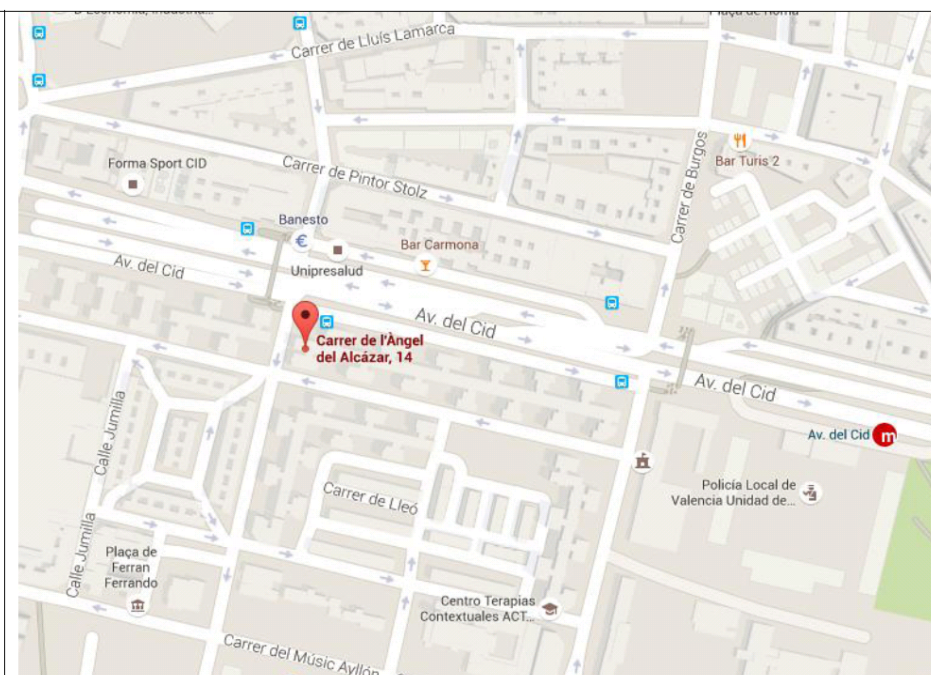 D'Economia, Indústria...
Plaça de Roma
Carrer de Lluís Lamarca
Forma Sport CID
Carrer de Pintor Stolz
Carrer de Burgos
Bar Turis 2
Banesto
€
Unipresalud
Bar Carmona
Av. del Cid
Av. del Cid
Carrer de l'Àngel
del Alcázar, 14
Av. del Cid
Av. del Cid
m
Calle Jumilla
Carrer de Lleó
Policía Local de
Valencia Unidad de...
Calle Jumilla
Plaça de
Ferran
Ferrando
Centro Terapias
Contextuales ACT...
Carrer del Músic Ayllón